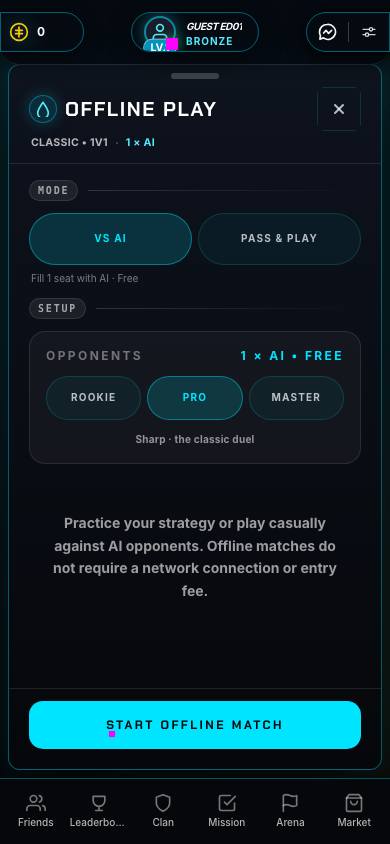 0
GUEST ED01
LV.
BRONZE
OFFLINE PLAY
CLASSIC • 1V1 · 1 × AI
MODE
VS AI
PASS & PLAY
Fill 1 seat with AI · Free
SETUP
OPPONENTS
1 × AI • FREE
ROOKIE
PRO
MASTER
Sharp · the classic duel
Practice your strategy or play casually
against AI opponents. Offline matches do
not require a network connection or entry
fee.
START OFFLINE MATCH
Friends
Leaderbo...
Clan
Mission
Arena
Market